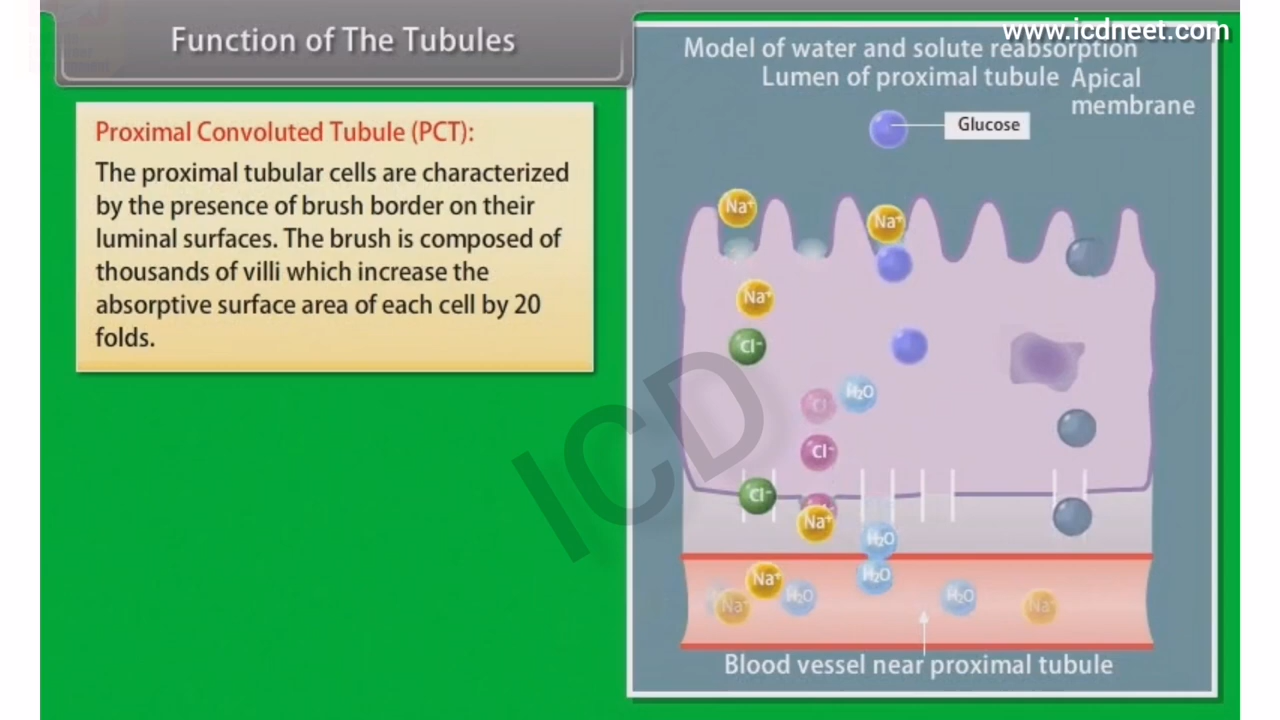 Function of The Tubules
www.icdneet.com
Model of water and solute reabsorption
Lumen of proximal tubule
Apical
membrane
Glucose
Proximal Convoluted Tubule (PCT):
The proximal tubular cells are characterized
by the presence of brush border on their
luminal surfaces. The brush is composed of
thousands of villi which increase the
absorptive surface area of each cell by 20
folds.
Na⁺
Na⁺
Na⁺
Cl⁻
H₂O
Cl⁻
Cl⁻
Cl⁻
Na⁺
H₂O
H₂O
Na⁺
Na⁺
H₂O
H₂O
Na⁺
ICD
Blood vessel near proximal tubule